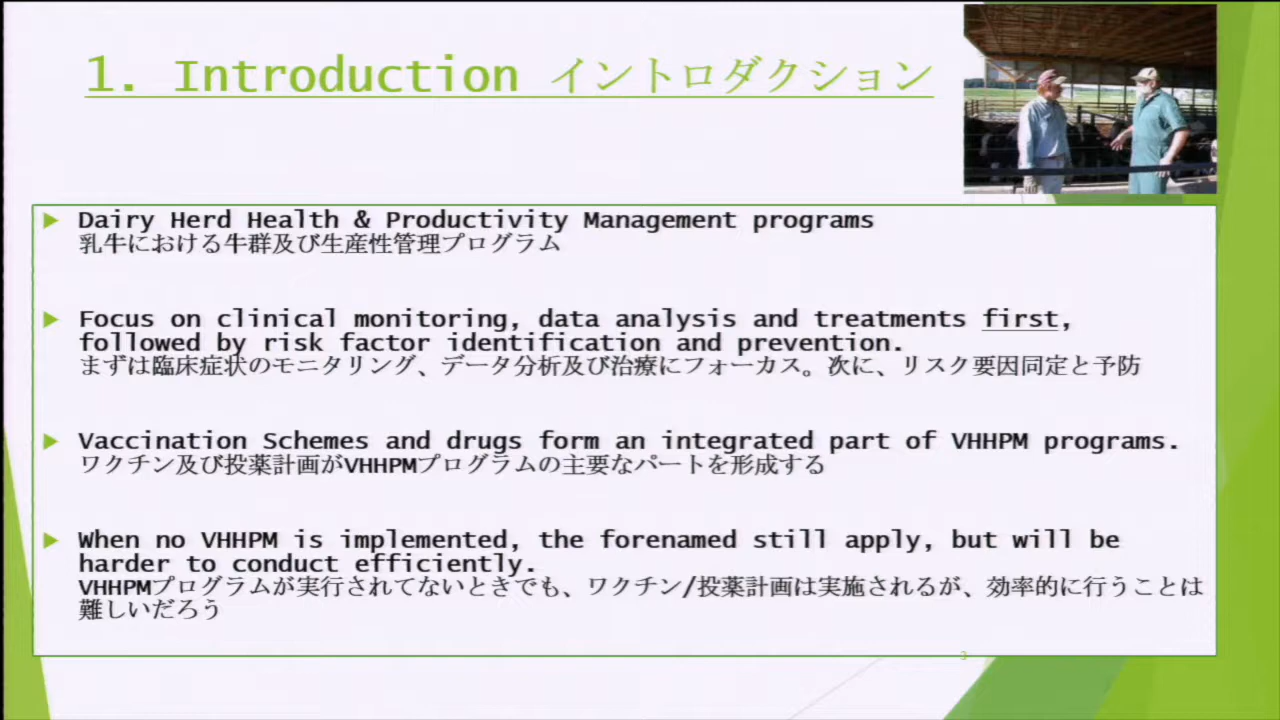 1. Introduction イントロダクション
Dairy Herd Health & Productivity Management programs
乳牛における牛群及び生産性管理プログラム
Focus on clinical monitoring, data analysis and treatments first,
followed by risk factor identification and prevention.
まずは臨床症状のモニタリング、データ分析及び治療にフォーカス。次に、リスク要因同定と予防
Vaccination Schemes and drugs form an integrated part of VHHPM programs.
ワクチン及び投薬計画がVHHPMプログラムの主要なパートを形成する
When no VHHPM is implemented, the forenamed still apply, but will be
harder to conduct efficiently.
VHHPMプログラムが実行されてないときでも、ワクチン/投薬計画は実施されるが、効率的に行うことは
難しいだろう
3